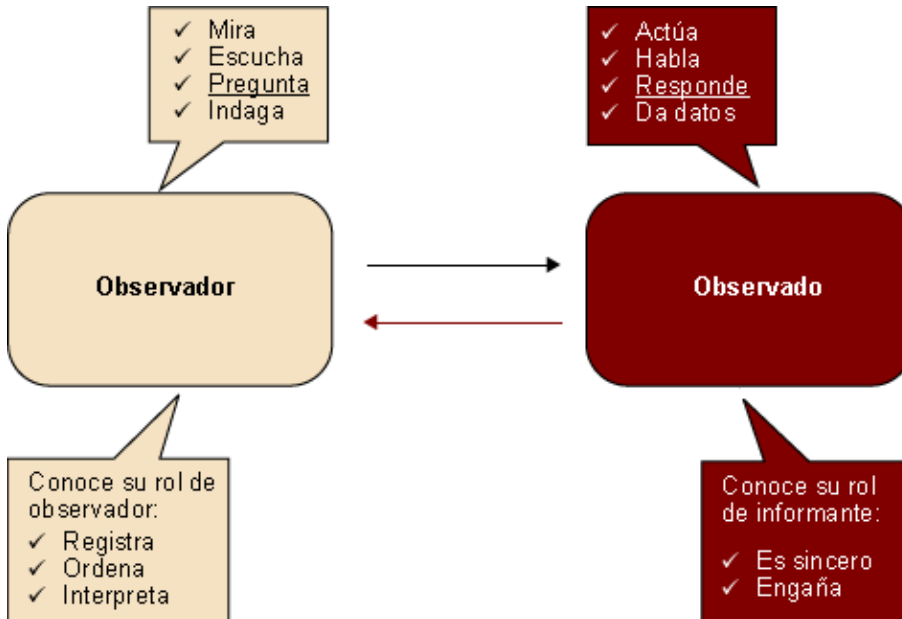 ✓ Mira
✓ Escucha
✓ Pregunta
✓ Indaga
✓ Actúa
✓ Habla
✓ Responde
✓ Da datos
Observador
Observado
Conoce su rol de
observador:
✓ Registra
✓ Ordena
✓ Interpreta
Conoce su rol
de informante:
✓ Es sincero
✓ Engaña